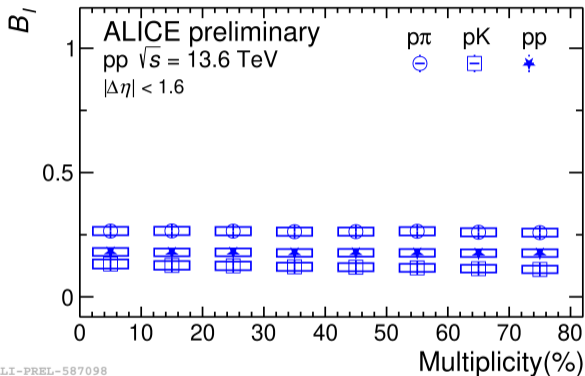 B_I
ALICE preliminary
pp √s = 13.6 TeV
|Δη| < 1.6
pπ pK pp
1
0.5
0
0 10 20 30 40 50 60 70 80
Multiplicity(%)
LI-PREL-587098